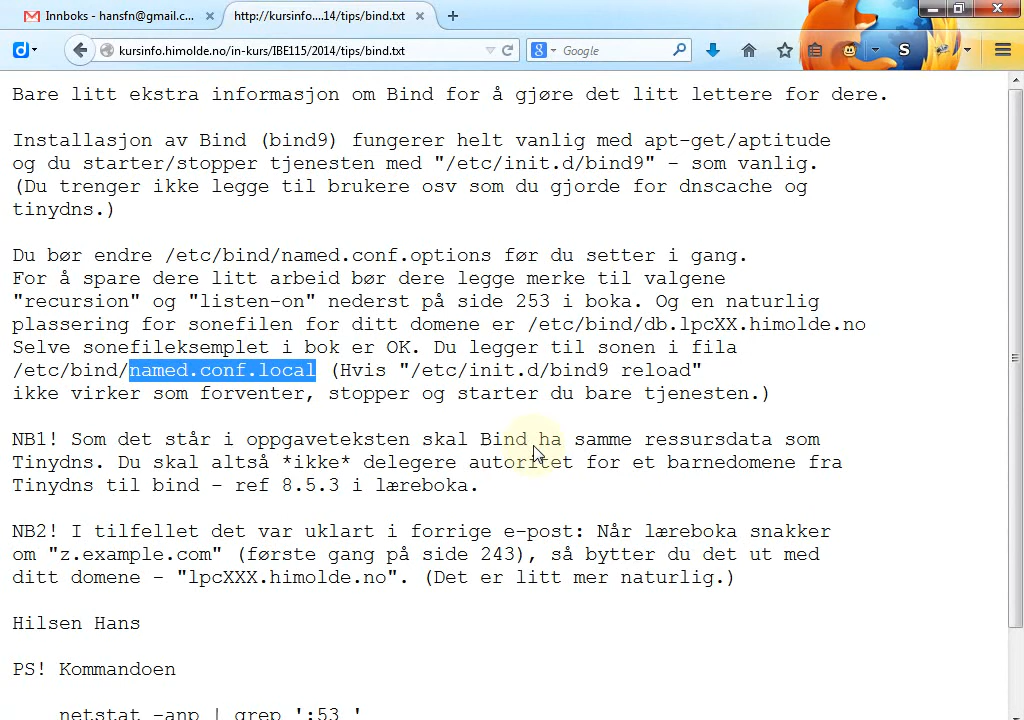 Innboks - hansfn@gmail.c...
http://kursinfo....14/tips/bind.txt
kursinfo.himolde.no/in-kurs/IBE115/2014/tips/bind.txt
Google
Bare litt ekstra informasjon om Bind for å gjøre det litt lettere for dere.
Installasjon av Bind (bind9) fungerer helt vanlig med apt-get/aptitude
og du starter/stopper tjenesten med "/etc/init.d/bind9" - som vanlig.
(Du trenger ikke legge til brukere osv som du gjorde for dnscache og
tinydns.)
Du bør endre /etc/bind/named.conf.options før du setter i gang.
For å spare dere litt arbeid bør dere legge merke til valgene
"recursion" og "listen-on" nederst på side 253 i boka. Og en naturlig
plassering for sonefilen for ditt domene er /etc/bind/db.lpcXX.himolde.no
Selve sonefileksemplet i bok er OK. Du legger til sonen i fila
/etc/bind/named.conf.local (Hvis "/etc/init.d/bind9 reload"
ikke virker som forventer, stopper og starter du bare tjenesten.)
NB1! Som det står i oppgaveteksten skal Bind ha samme ressursdata som
Tinydns. Du skal altså *ikke* delegere autoritet for et barnedomene fra
Tinydns til bind - ref 8.5.3 i læreboka.
NB2! I tilfellet det var uklart i forrige e-post: Når læreboka snakker
om "z.example.com" (første gang på side 243), så bytter du det ut med
ditt domene - "lpcXXX.himolde.no". (Det er litt mer naturlig.)
Hilsen Hans
PS! Kommandoen
netstat -anp | grep ':53 '